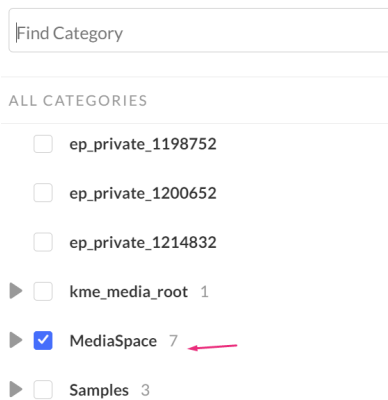 Find Category
ALL CATEGORIES
ep_private_1198752
ep_private_1200652
ep_private_1214832
kme_media_root 1
MediaSpace 7
Samples 3